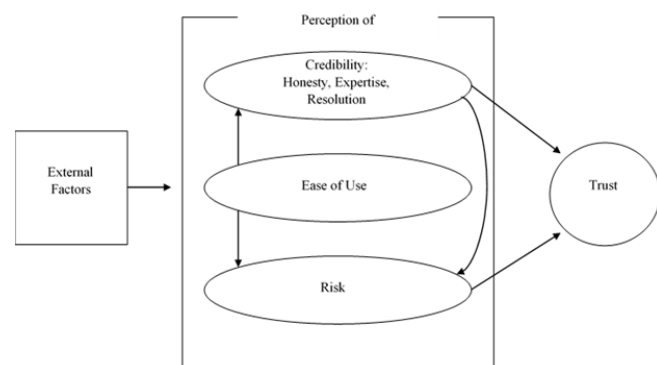 Perception of
Credibility:
Honesty, Expertise,
Resolution
External
Factors
Ease of Use
Trust
Risk